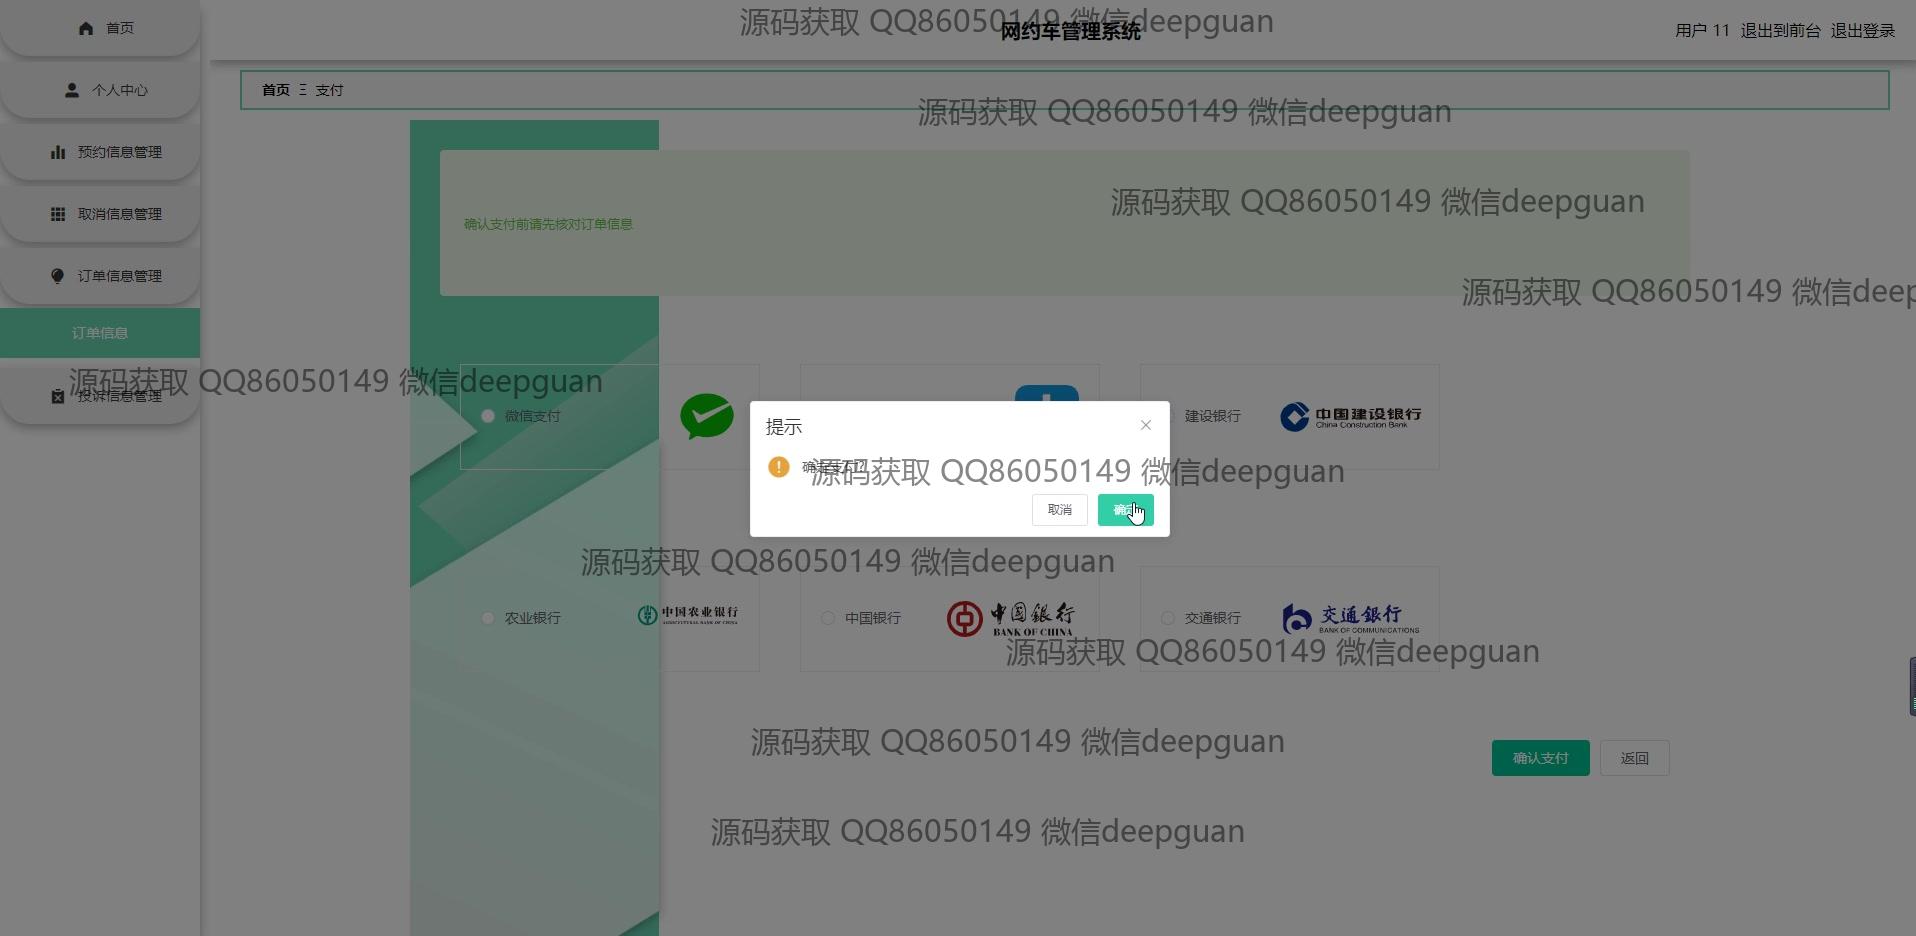 首页
个人中心
预约信息管理
取消信息管理
订单信息管理
订单信息
投诉信息管理
网约车管理系统
用户 11 退出到前台 退出登录
首页 Ξ 支付
确认支付前请先核对订单信息
微信支付
建设银行
中国建设银行
China Construction Bank
提示
取消
确定
农业银行
中国农业银行
AGRICULTURAL BANK OF CHINA
中国银行
中國銀行
BANK OF CHINA
交通银行
交通銀行
BANK OF COMMUNICATIONS
确认支付
返回
源码获取 QQ86050149 微信deepguan
源码获取 QQ86050149 微信deepguan
源码获取 QQ86050149 微信deepguan
源码获取 QQ86050149 微信deep
源码获取 QQ86050149 微信deepguan
源码获取 QQ86050149 微信deepguan
源码获取 QQ86050149 微信deepguan
源码获取 QQ86050149 微信deepguan
源码获取 QQ86050149 微信deepguan
源码获取 QQ86050149 微信deepguan